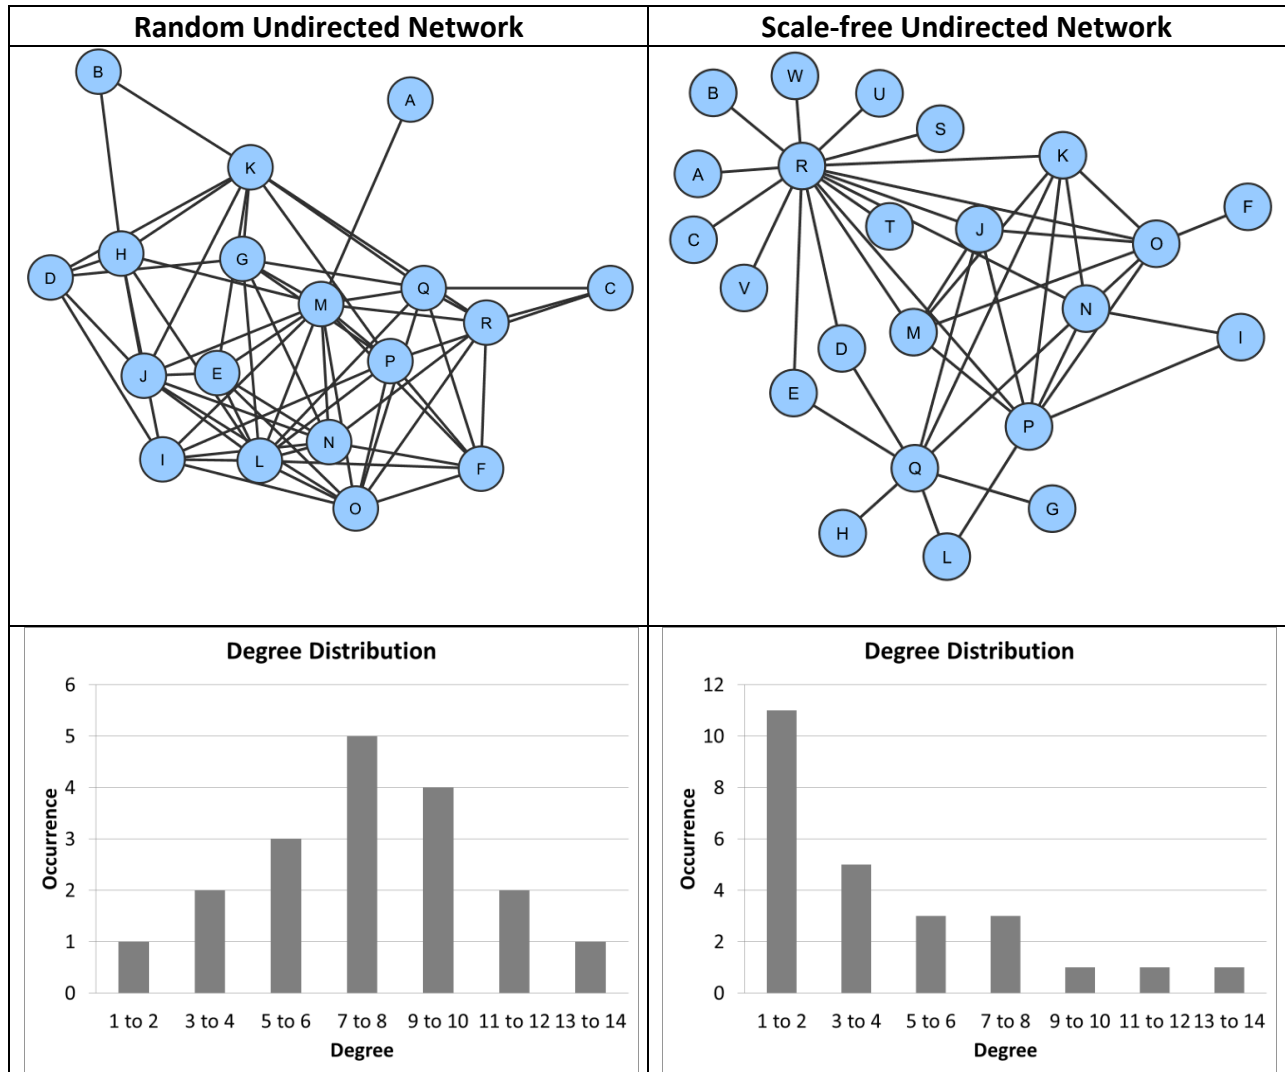 Random Undirected Network
Scale-free Undirected Network
B
A
K
H
G
D
M
Q
C
R
P
J
E
N
I
L
F
O
W
B
U
S
K
R
A
F
T
J
C
O
V
N
M
I
D
E
P
Q
G
H
L
Degree Distribution
6
5
4
3
2
1
0
Occurrence
1 to 2 3 to 4 5 to 6 7 to 8 9 to 10 11 to 12 13 to 14
Degree
Degree Distribution
12
10
8
6
4
2
0
Occurrence
1 to 2 3 to 4 5 to 6 7 to 8 9 to 10 11 to 12 13 to 14
Degree